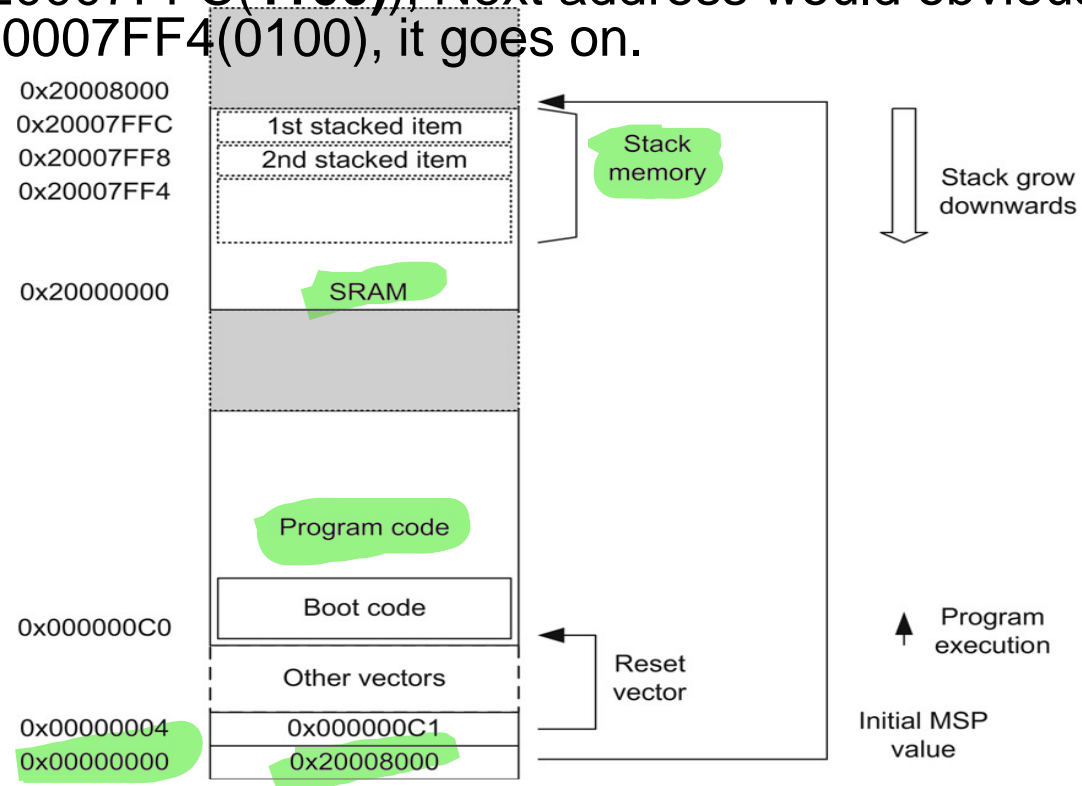 0007FF4(0100), it goes on.
0x20008000
0x20007FFC
1st stacked item
0x20007FF8
2nd stacked item
0x20007FF4
Stack
memory
Stack grow
downwards
0x20000000
SRAM
Program code
Boot code
0x000000C0
Program
execution
Other vectors
Reset
vector
0x00000004
0x000000C1
Initial MSP
value
0x00000000
0x20008000